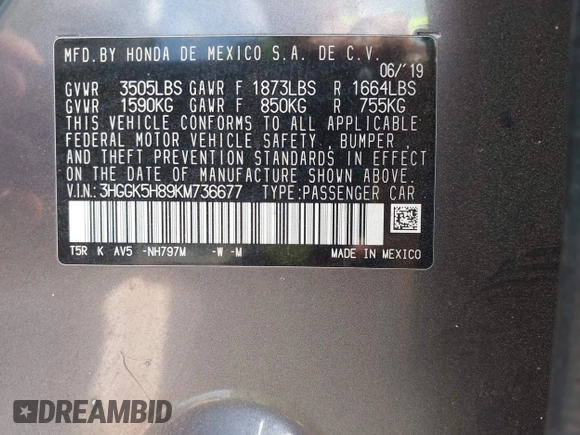 MFD.BY HONDA DE MEXICO S.A. DE C.V.
06/'19
GVWR 3505LBS GAWR F 1873LBS R 1664LBS
GVWR 1590KG GAWR F 850KG R 755KG
THIS VEHICLE CONFORMS TO ALL APPLICABLE
FEDERAL MOTOR VEHICLE SAFETY , BUMPER ,
AND THEFT PREVENTION STANDARDS IN EFFECT
ON THE DATE OF MANUFACTURE SHOWN ABOVE.
V.I.N.:3HGGK5H89KM736677 TYPE:PASSENGER CAR
T5R K AV5 -NH797M -W -M
MADE IN MEXICO
DREAMBID